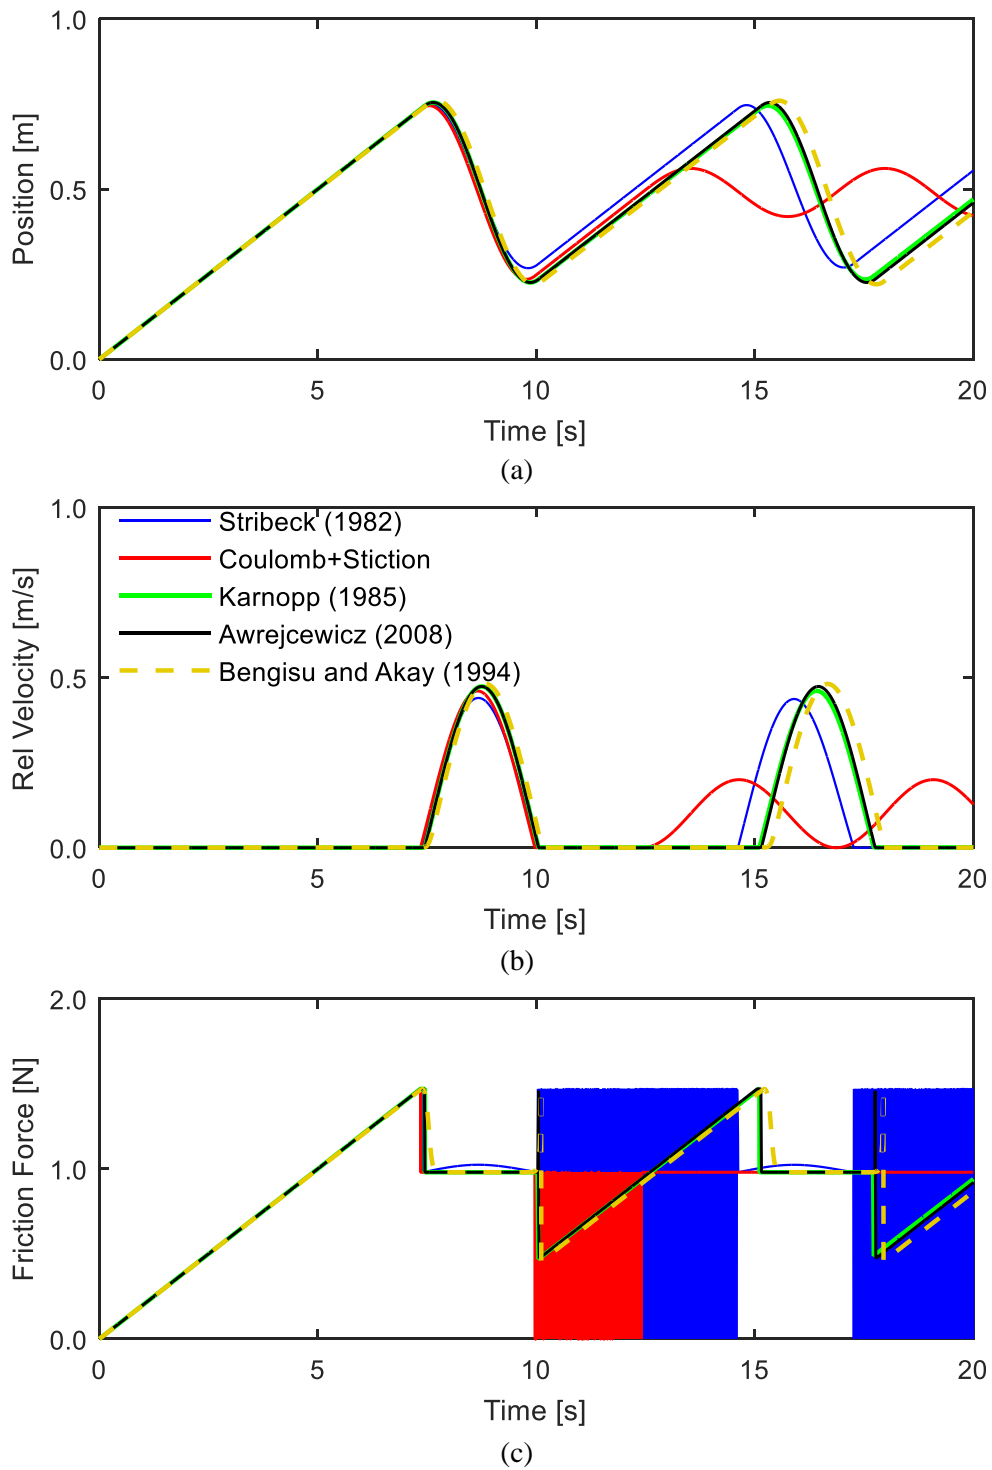 1.0
0.5
0.0
Position [m]
0 5 10 15 20
Time [s]
(a)
1.0
0.5
0.0
Rel Velocity [m/s]
Stribeck (1982)
Coulomb+Stiction
Karnopp (1985)
Awrejcewicz (2008)
Bengisu and Akay (1994)
0 5 10 15 20
Time [s]
(b)
2.0
1.0
0.0
Friction Force [N]
0 5 10 15 20
Time [s]
(c)